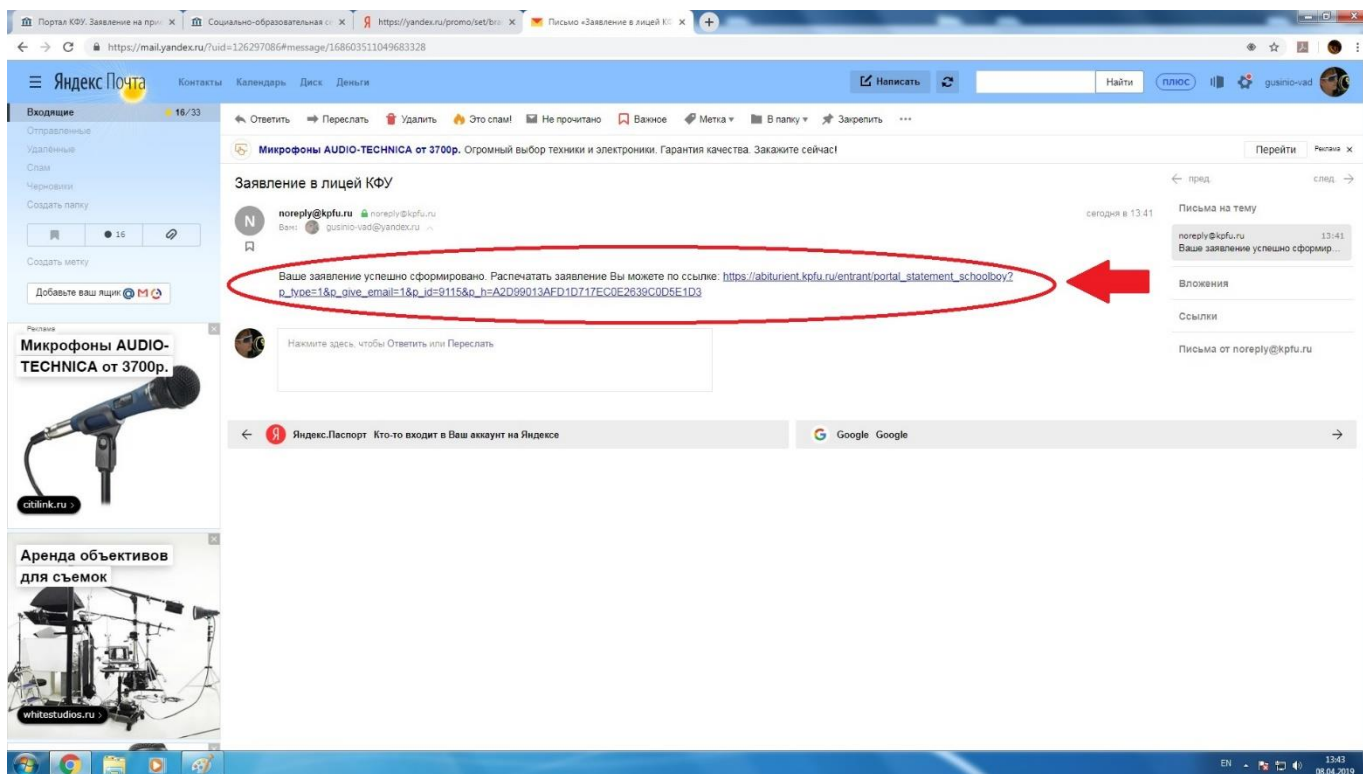 Портал КФУ. Заявление на при
Социально-образовательная с
https://yandex.ru/promo/set/bro
Письмо «Заявление в лицей КФ
https://mail.yandex.ru/?uid=126297086#message/168603511049683328
Яндекс Почта
Контакты Календарь Диск Деньги
Написать
Найти
плюс
gusinio-vad
Входящие 16/33
Отправленные
Удалённые
Спам
Черновики
Создать папку
16
Создать метку
Добавьте ваш ящик
Ответить Переслать Удалить Это спам! Не прочитано Важное Метка В папку Закрепить
Микрофоны AUDIO-TECHNICA от 3700р. Огромный выбор техники и электроники. Гарантия качества. Закажите сейчас!
Перейти
Реклама
Заявление в лицей КФУ
N
noreply@kpfu.ru noreply@kpfu.ru
сегодня в 13:41
Вам: gusinio-vad@yandex.ru
Ваше заявление успешно сформировано. Распечатать заявление Вы можете по ссылке: https://abiturient.kpfu.ru/entrant/portal_statement_schoolboy?
p_type=1&p_give_email=1&p_id=9115&p_h=A2D99013AFD1D717EC0E2639C0D5E1D3
Нажмите здесь, чтобы Ответить или Переслать
Яндекс.Паспорт Кто-то входит в Ваш аккаунт на Яндексе
Google Google
пред. след.
Письма на тему
noreply@kpfu.ru 13:41
Ваше заявление успешно сформир...
Вложения
Ссылки
Письма от noreply@kpfu.ru
Реклама
Микрофоны AUDIO-
TECHNICA от 3700р.
citilink.ru
Аренда объективов
для съемок
whitestudios.ru
EN
13:43
08.04.2019